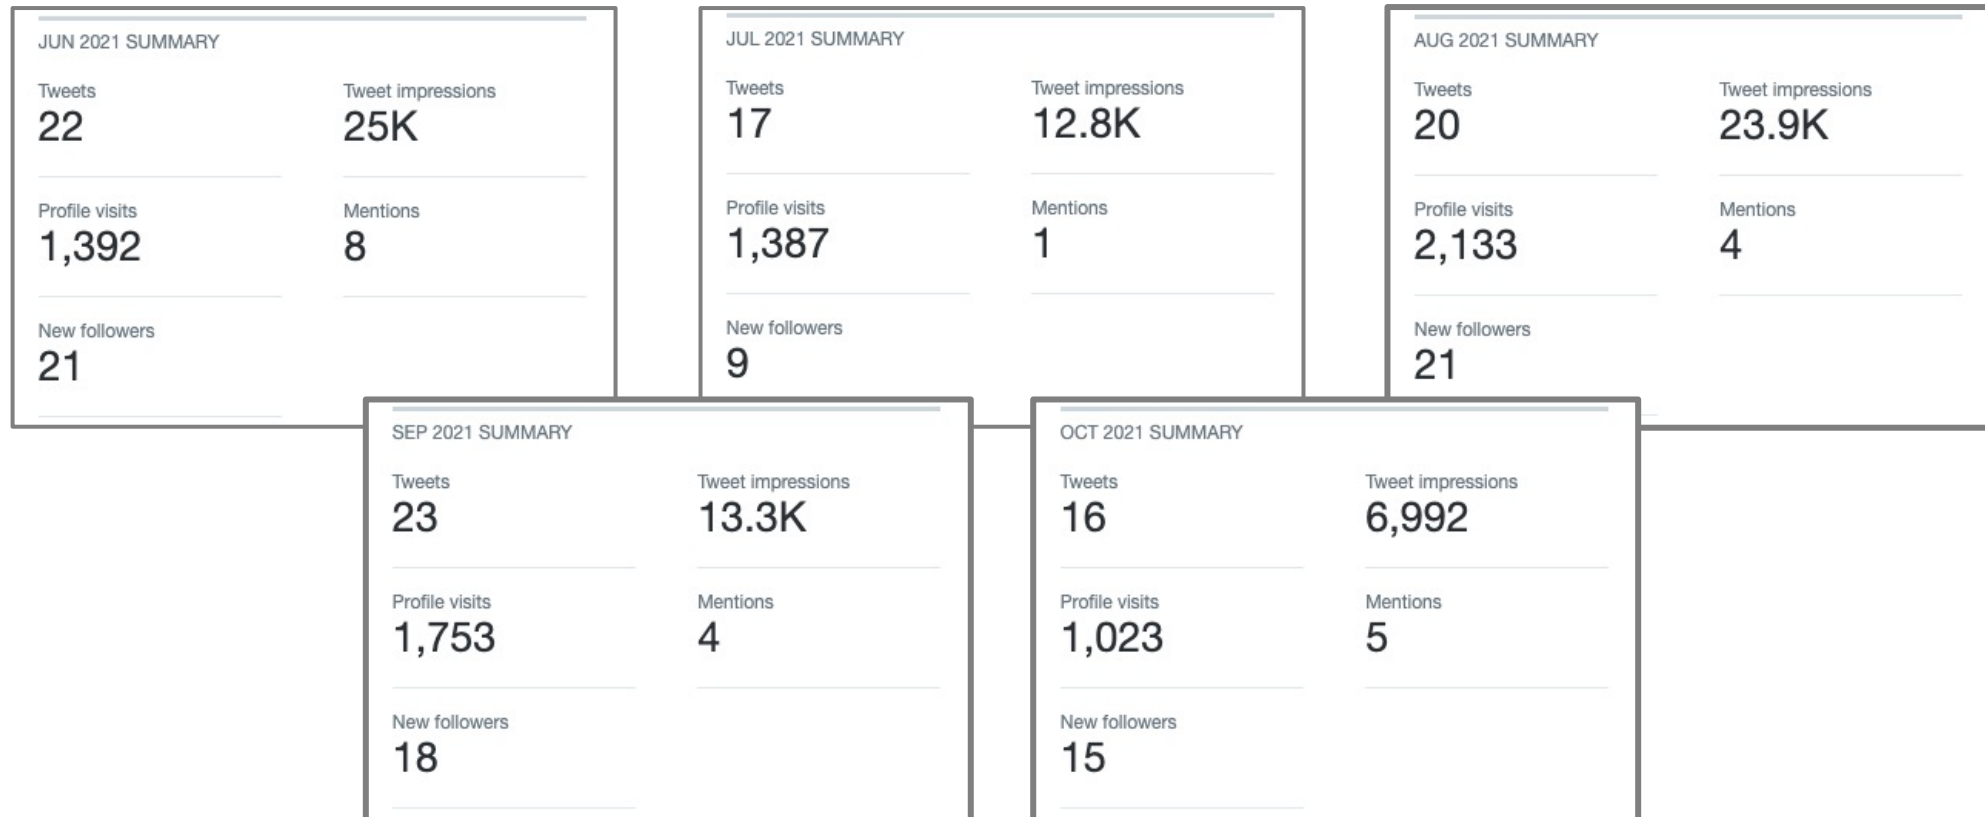 JUN 2021 SUMMARY
Tweets
22
Tweet impressions
25K
Profile visits
1,392
Mentions
8
New followers
21
JUL 2021 SUMMARY
Tweets
17
Tweet impressions
12.8K
Profile visits
1,387
Mentions
1
New followers
9
AUG 2021 SUMMARY
Tweets
20
Tweet impressions
23.9K
Profile visits
2,133
Mentions
4
New followers
21
SEP 2021 SUMMARY
Tweets
23
Tweet impressions
13.3K
Profile visits
1,753
Mentions
4
New followers
18
OCT 2021 SUMMARY
Tweets
16
Tweet impressions
6,992
Profile visits
1,023
Mentions
5
New followers
15